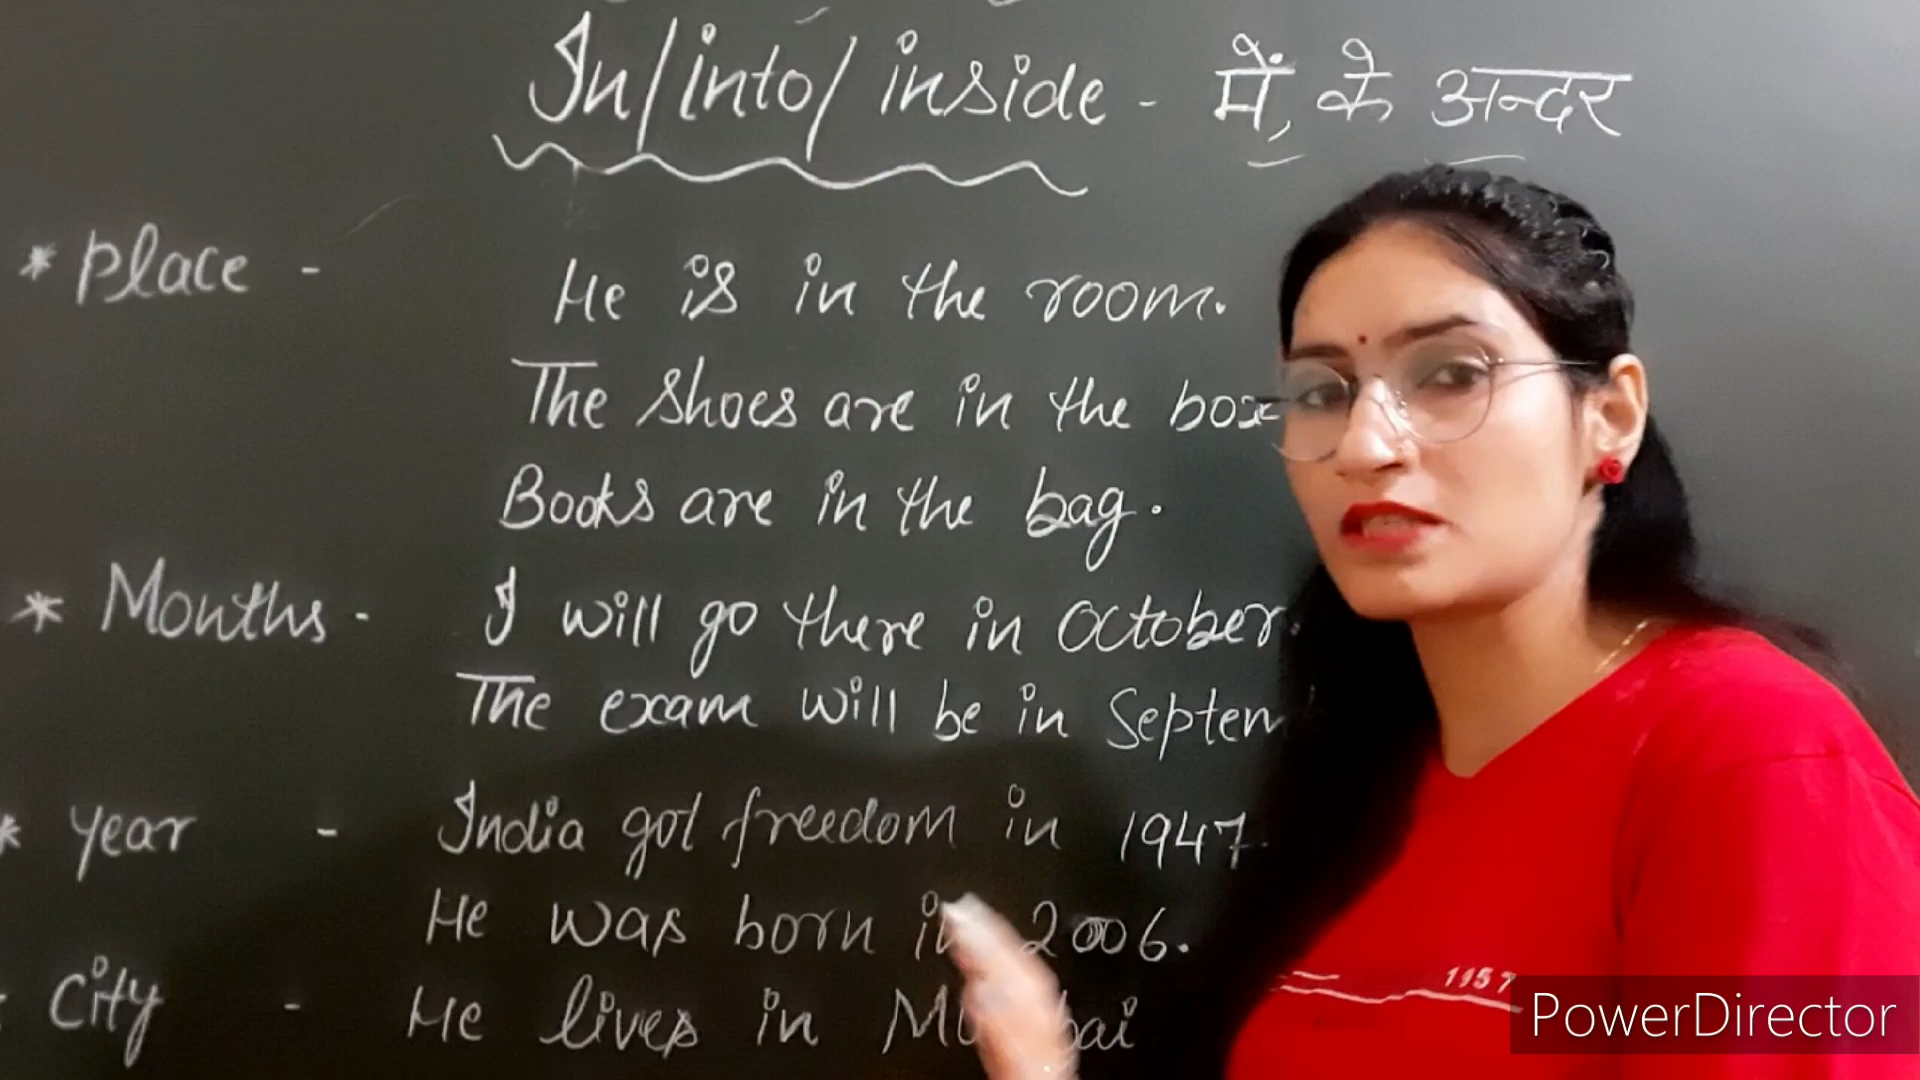 In/into/inside - में, के अन्दर
* place - He is in the room.
The shoes are in the box
Books are in the bag.
* Months - I will go there in October.
The exam will be in Septem
* year - India got freedom in 1947.
He was born in 2006.
City - He lives in
1957
PowerDirector